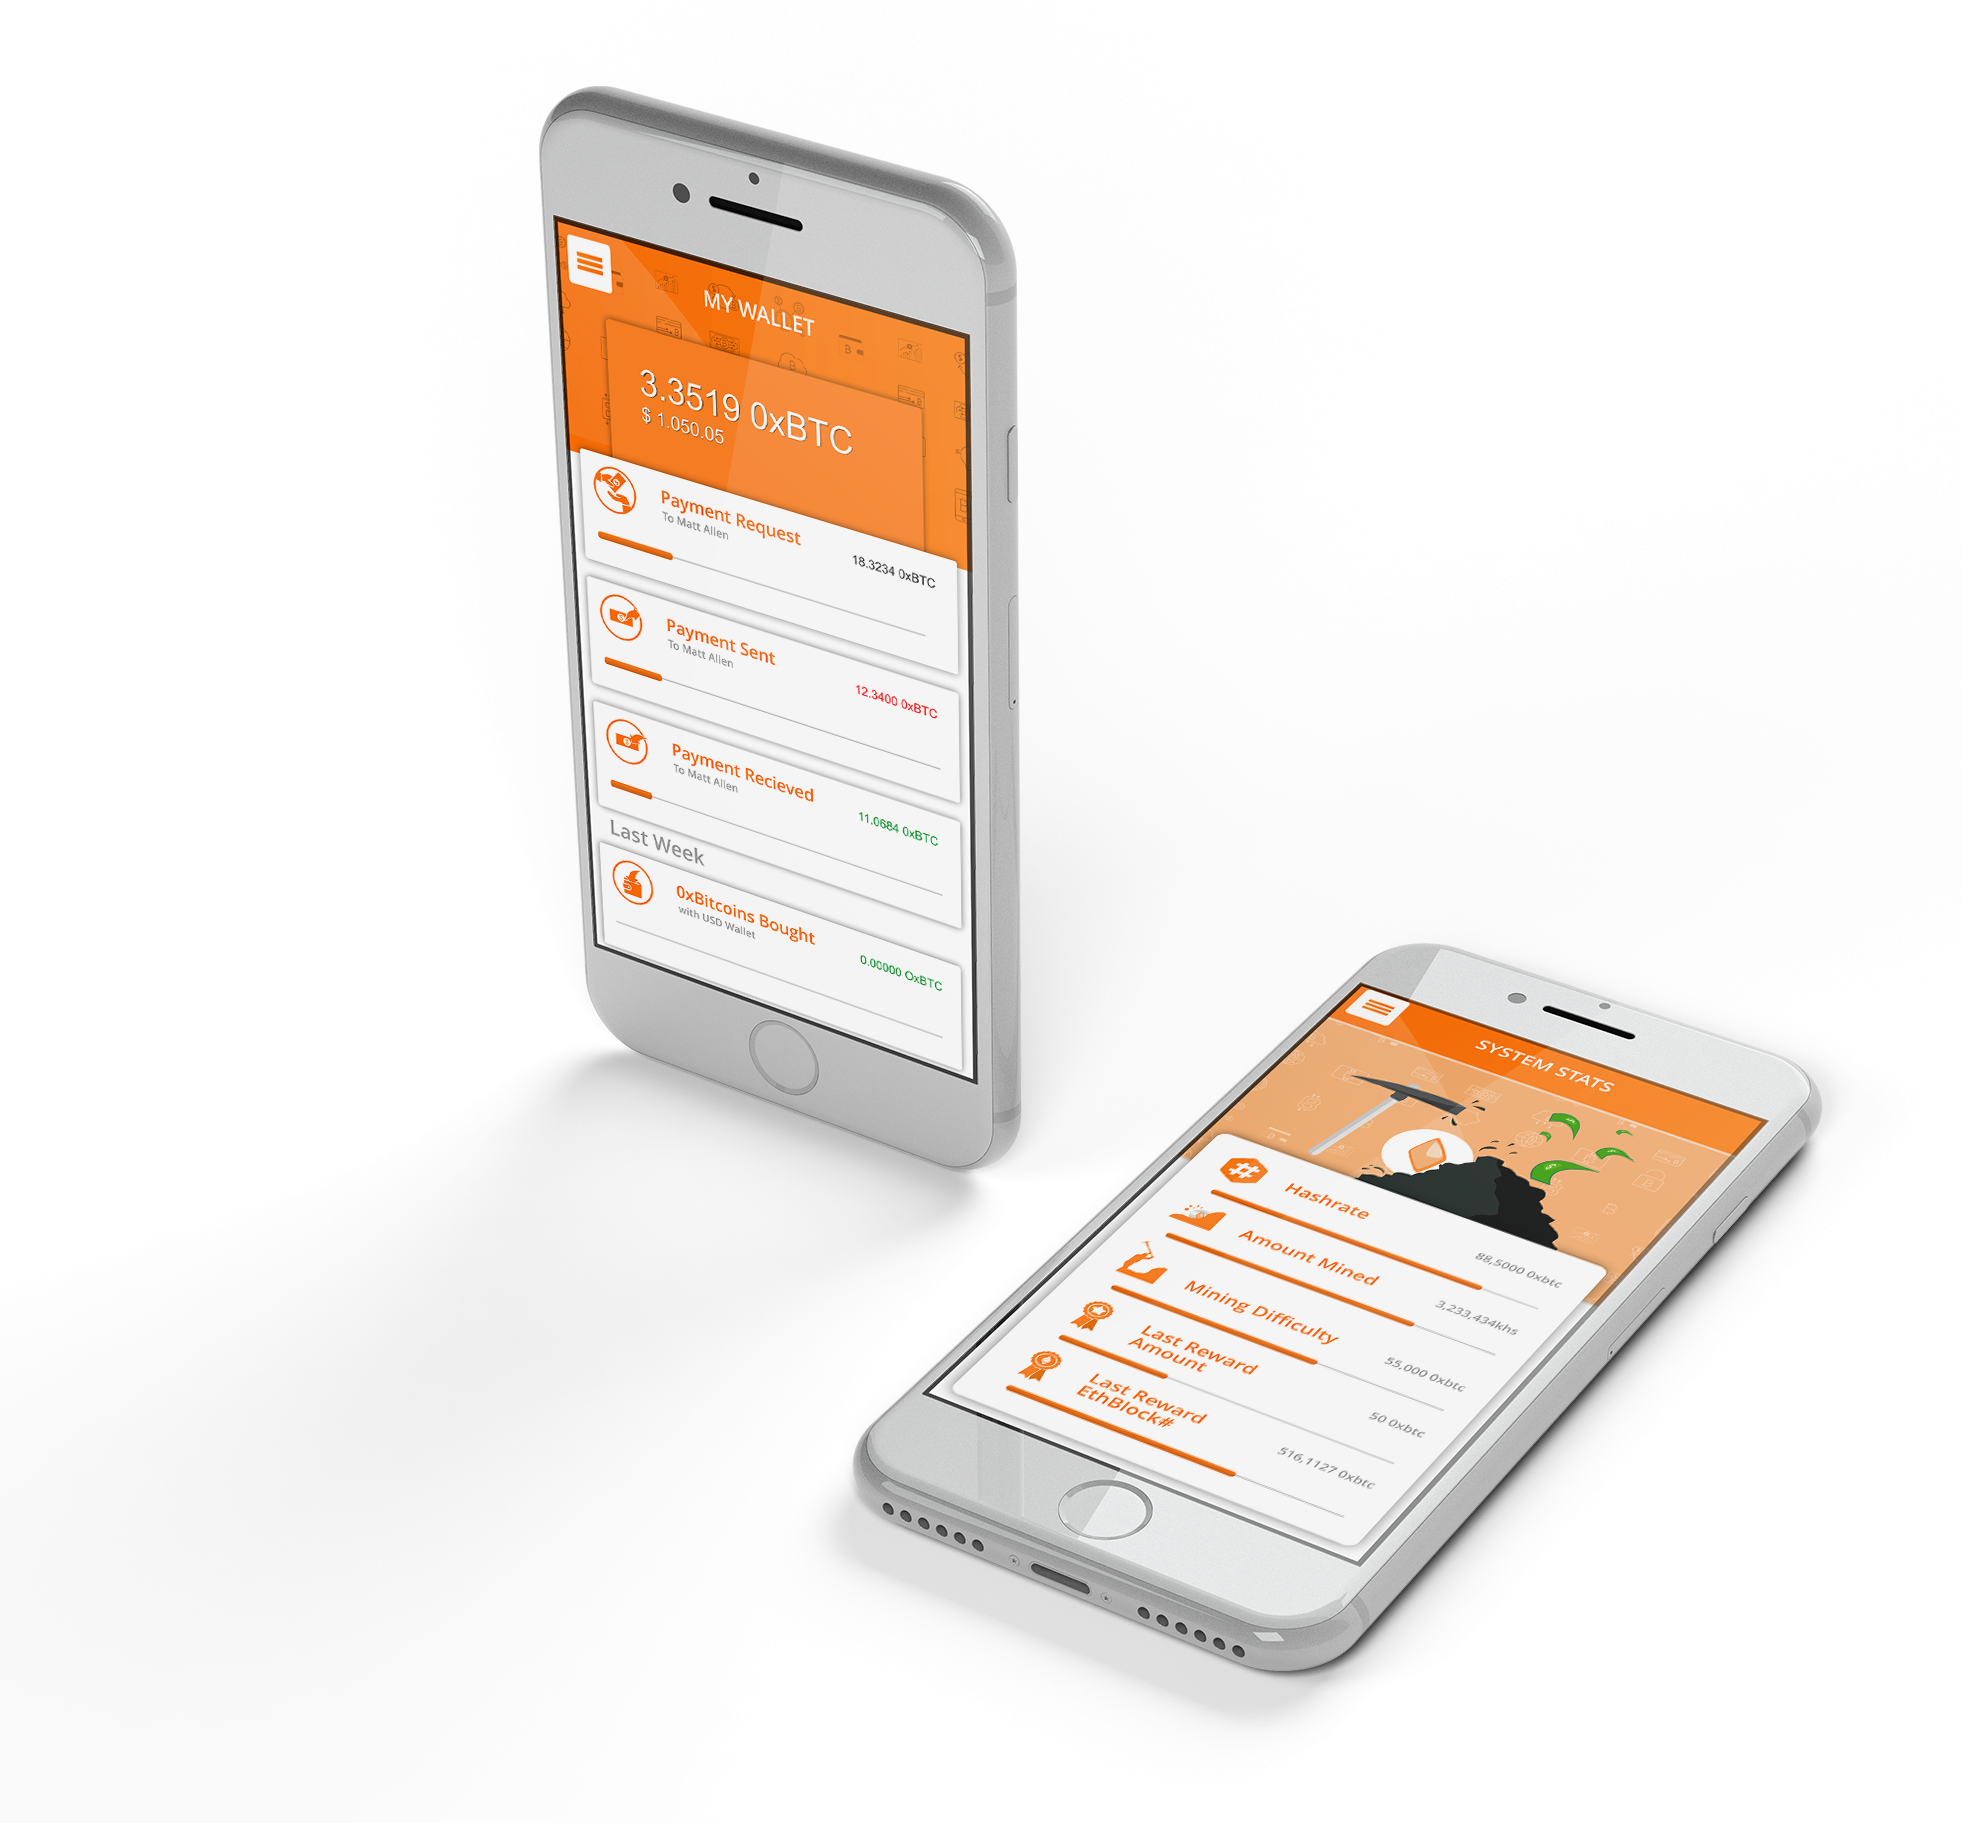 MY WALLET
3.3519 0xBTC
$ 1.050.05
Payment Request
To Matt Allen
18.3234 0xBTC
Payment Sent
To Matt Allen
12.3400 0xBTC
Payment Recieved
To Matt Allen
11.0684 0xBTC
Last Week
0xBitcoins Bought
with USD Wallet
0.00000 OxBTC
SYSTEM STATS
Hashrate
88,5000 0xbtc
Amount Mined
3,233,434khs
Mining Difficulty
55,000 0xbtc
Last Reward
Amount
50 0xbtc
Last Reward
EthBlock#
516,1127 0xbtc